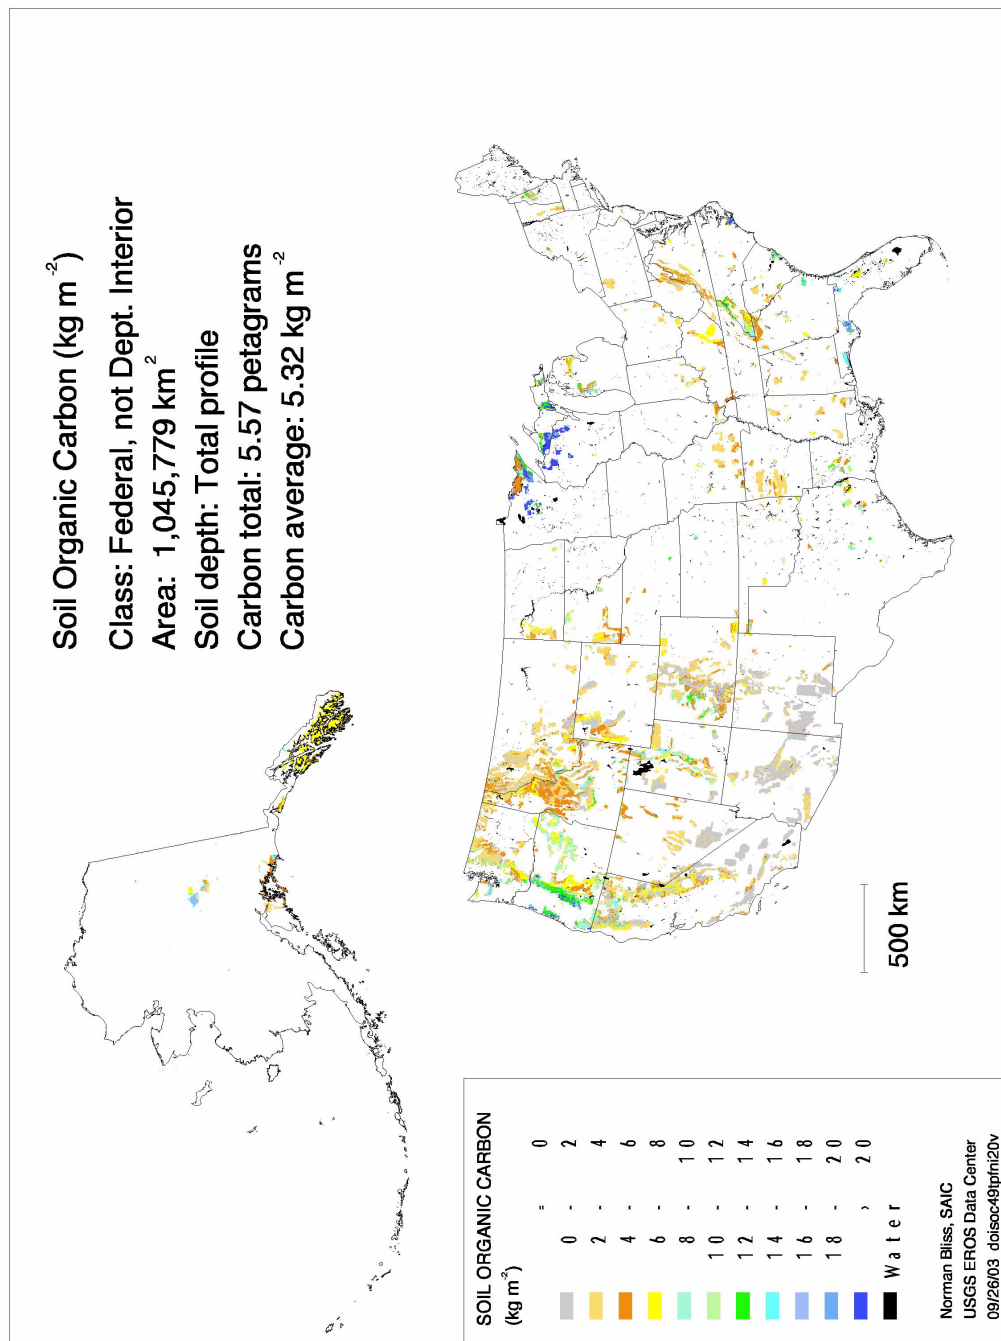 Soil Organic Carbon (kg m⁻²)
Class: Federal, not Dept. Interior
Area: 1,045,779 km²
Soil depth: Total profile
Carbon total: 5.57 petagrams
Carbon average: 5.32 kg m⁻²
500 km
SOIL ORGANIC CARBON
(kg m⁻²)
= 0
0 - 2
2 - 4
4 - 6
6 - 8
8 - 10
10 - 12
12 - 14
14 - 16
16 - 18
18 - 20
> 20
Water
Norman Bliss, SAIC
USGS EROS Data Center
09/26/03 doisoc49tpfni20v